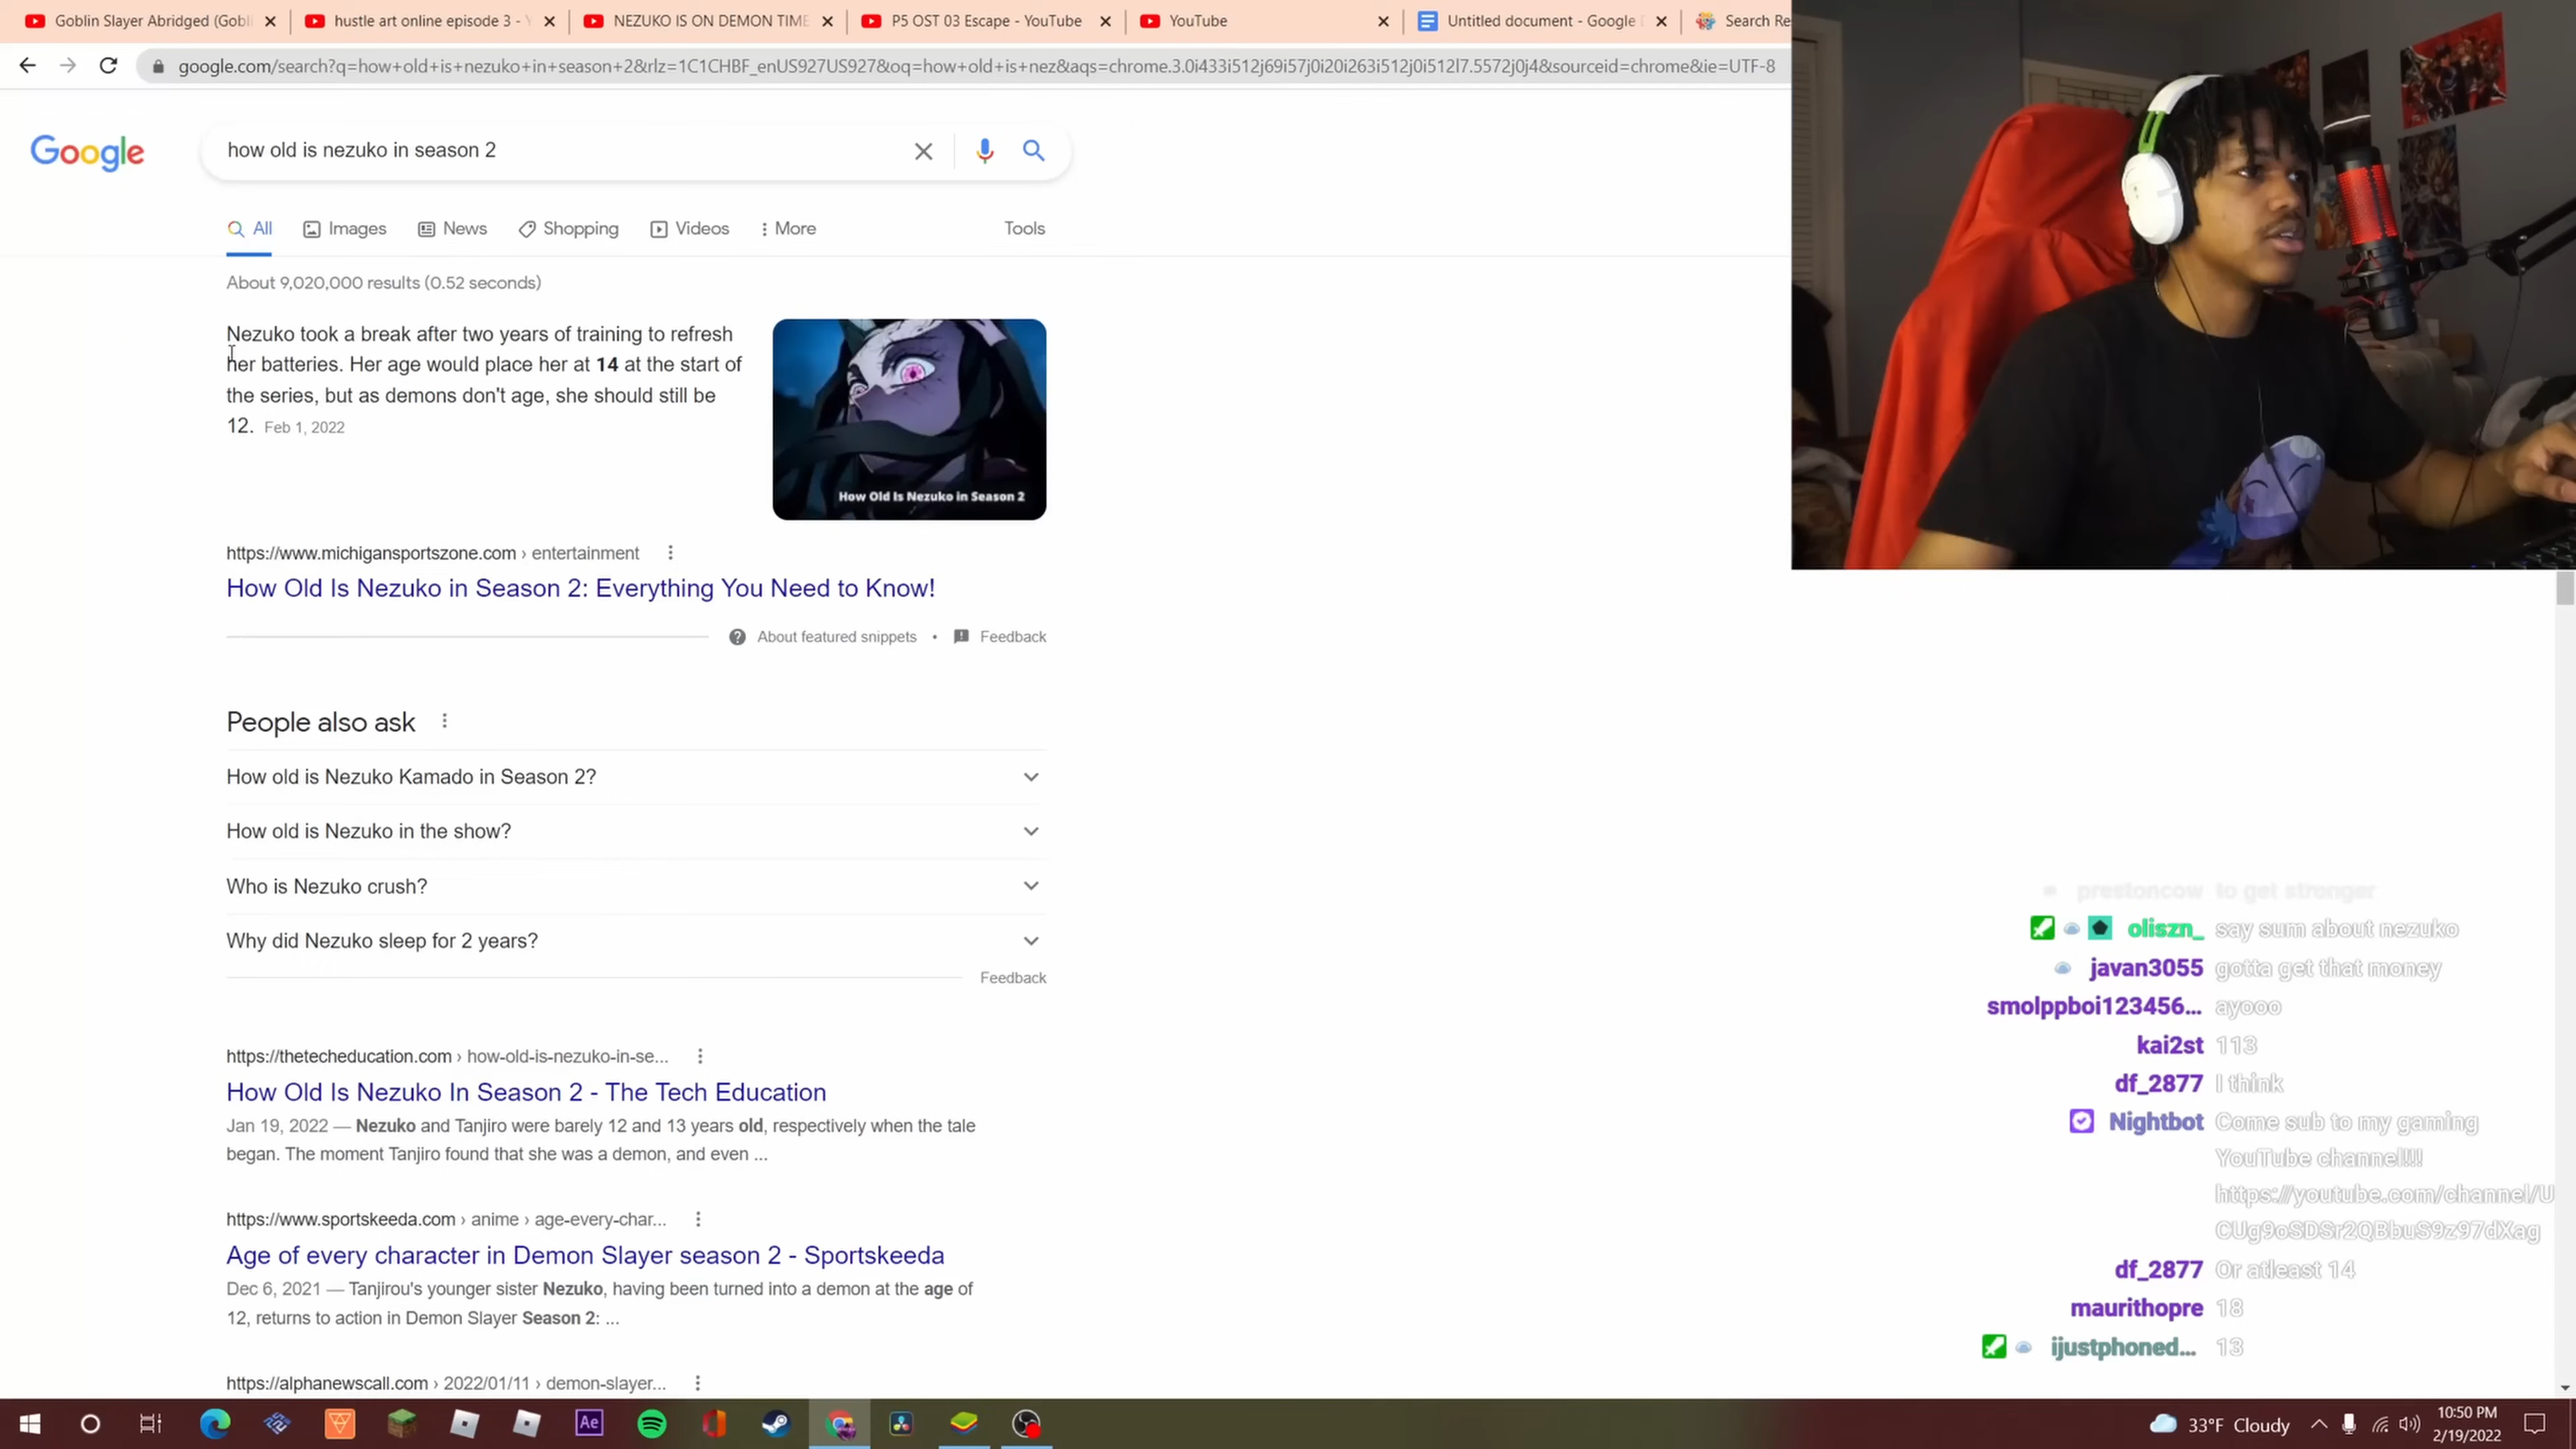 Goblin Slayer Abridged (Gobli
hustle art online episode 3 - Y
NEZUKO IS ON DEMON TIME
P5 OST 03 Escape - YouTube
YouTube
Untitled document - Google D
Search Re
google.com/search?q=how+old+is+nezuko+in+season+2&rlz=1C1CHBF_enUS927US927&oq=how+old+is+nez&aqs=chrome.3.0i433i512j69i57j0i20i263i512j0i512l7.5572j0j4&sourceid=chrome&ie=UTF-8
Google
how old is nezuko in season 2
All Images News Shopping Videos More Tools
About 9,020,000 results (0.52 seconds)
Nezuko took a break after two years of training to refresh
her batteries. Her age would place her at 14 at the start of
the series, but as demons don't age, she should still be
12. Feb 1, 2022
How Old Is Nezuko in Season 2
https://www.michigansportszone.com › entertainment
How Old Is Nezuko in Season 2: Everything You Need to Know!
About featured snippets • Feedback
People also ask
How old is Nezuko Kamado in Season 2?
How old is Nezuko in the show?
Who is Nezuko crush?
Why did Nezuko sleep for 2 years?
Feedback
https://thetecheducation.com › how-old-is-nezuko-in-se...
How Old Is Nezuko In Season 2 - The Tech Education
Jan 19, 2022 — Nezuko and Tanjiro were barely 12 and 13 years old, respectively when the tale
began. The moment Tanjiro found that she was a demon, and even ...
https://www.sportskeeda.com › anime › age-every-char...
Age of every character in Demon Slayer season 2 - Sportskeeda
Dec 6, 2021 — Tanjirou's younger sister Nezuko, having been turned into a demon at the age of
12, returns to action in Demon Slayer Season 2: ...
https://alphanewscall.com › 2022/01/11 › demon-slayer...
prestoncow to get stronger
oliszn_ say sum about nezuko
javan3055 gotta get that money
smolppboi123456... ayooo
kai2st 113
df_2877 I think
Nightbot Come sub to my gaming
YouTube channel!!!!
https://youtube.com/channel/U
CUg9oSDSr2QBbuS9z97dXag
df_2877 Or atleast 14
maurithopre 18
ijustphoned... 13
Ae
33°F Cloudy
10:50 PM
2/19/2022